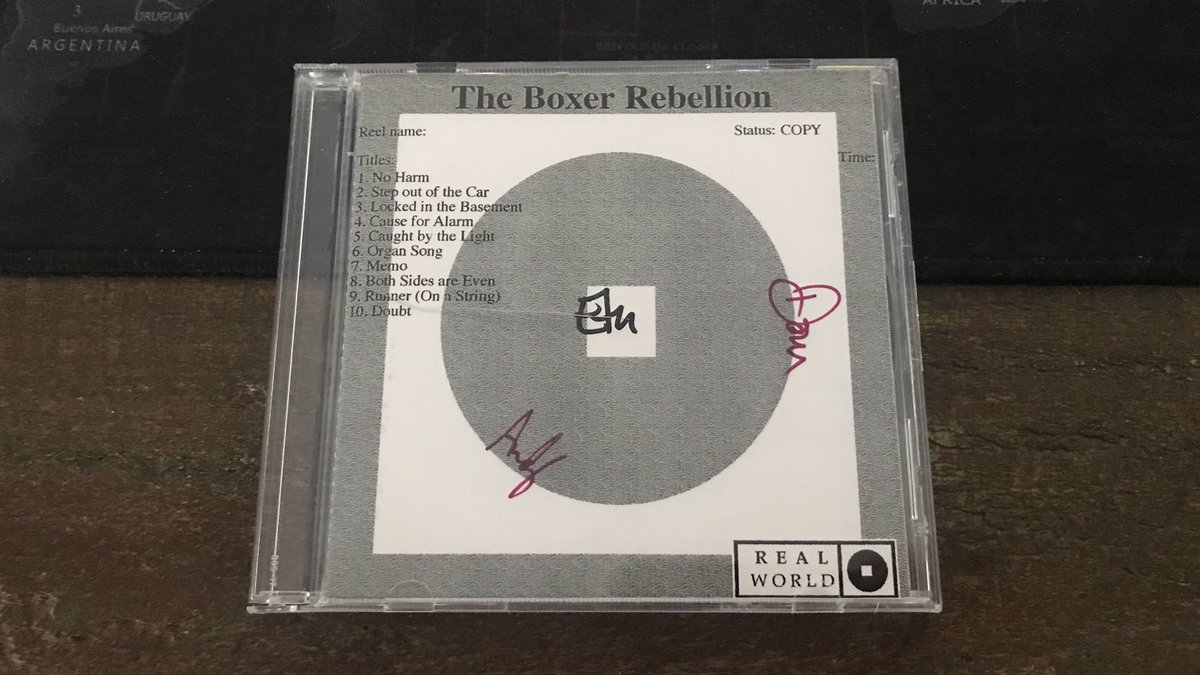 3
URUGUAY
Buenos Aires
ARGENTINA
AFRICA
The Boxer Rebellion
Reel name:
Status: COPY
Titles:
Time:
1. No Harm
2. Step out of the Car
3. Locked in the Basement
4. Cause for Alarm
5. Caught by the Light
6. Organ Song
7. Memo
8. Both Sides are Even
9. Runner (On a String)
10. Doubt
Andy
REAL
WORLD